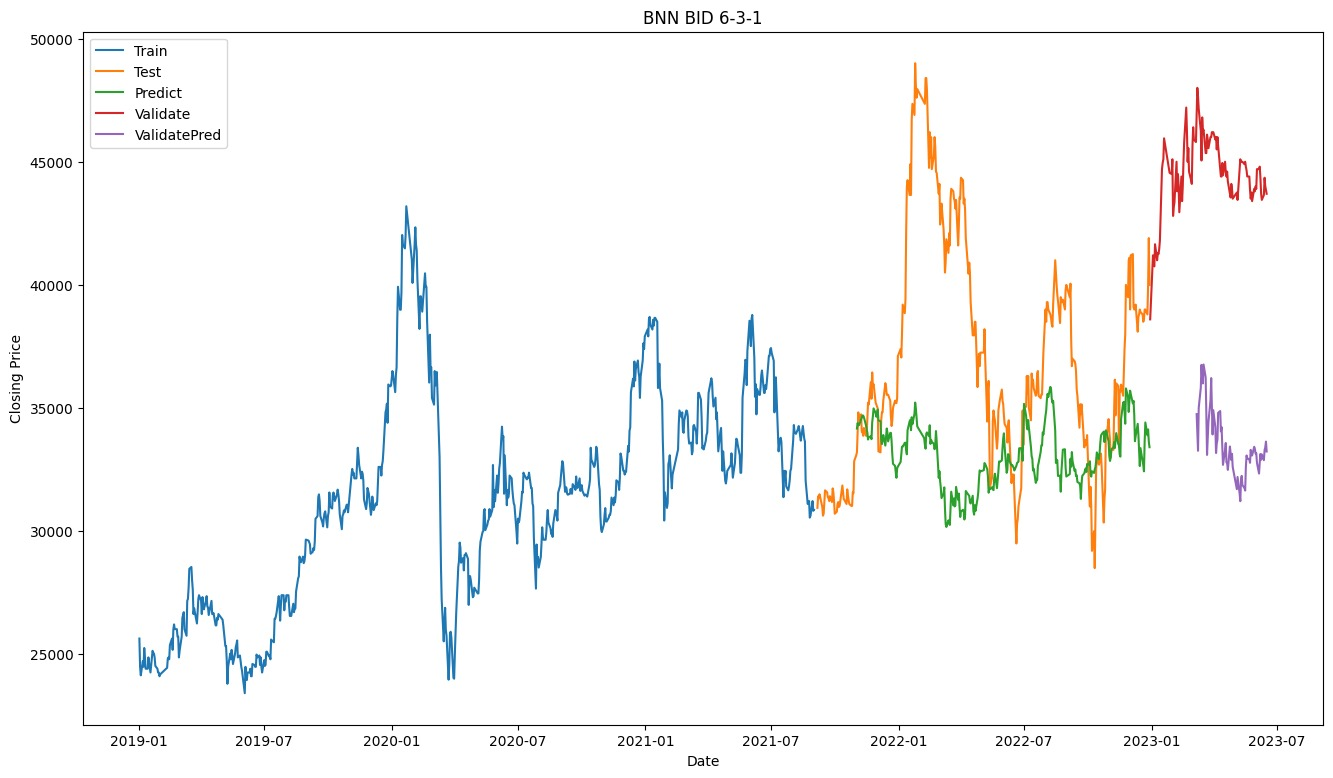 BNN BID 6-3-1
Train
Test
Predict
Validate
ValidatePred
50000
45000
40000
35000
30000
25000
Closing Price
2019-01 2019-07 2020-01 2020-07 2021-01 2021-07 2022-01 2022-07 2023-01 2023-07
Date